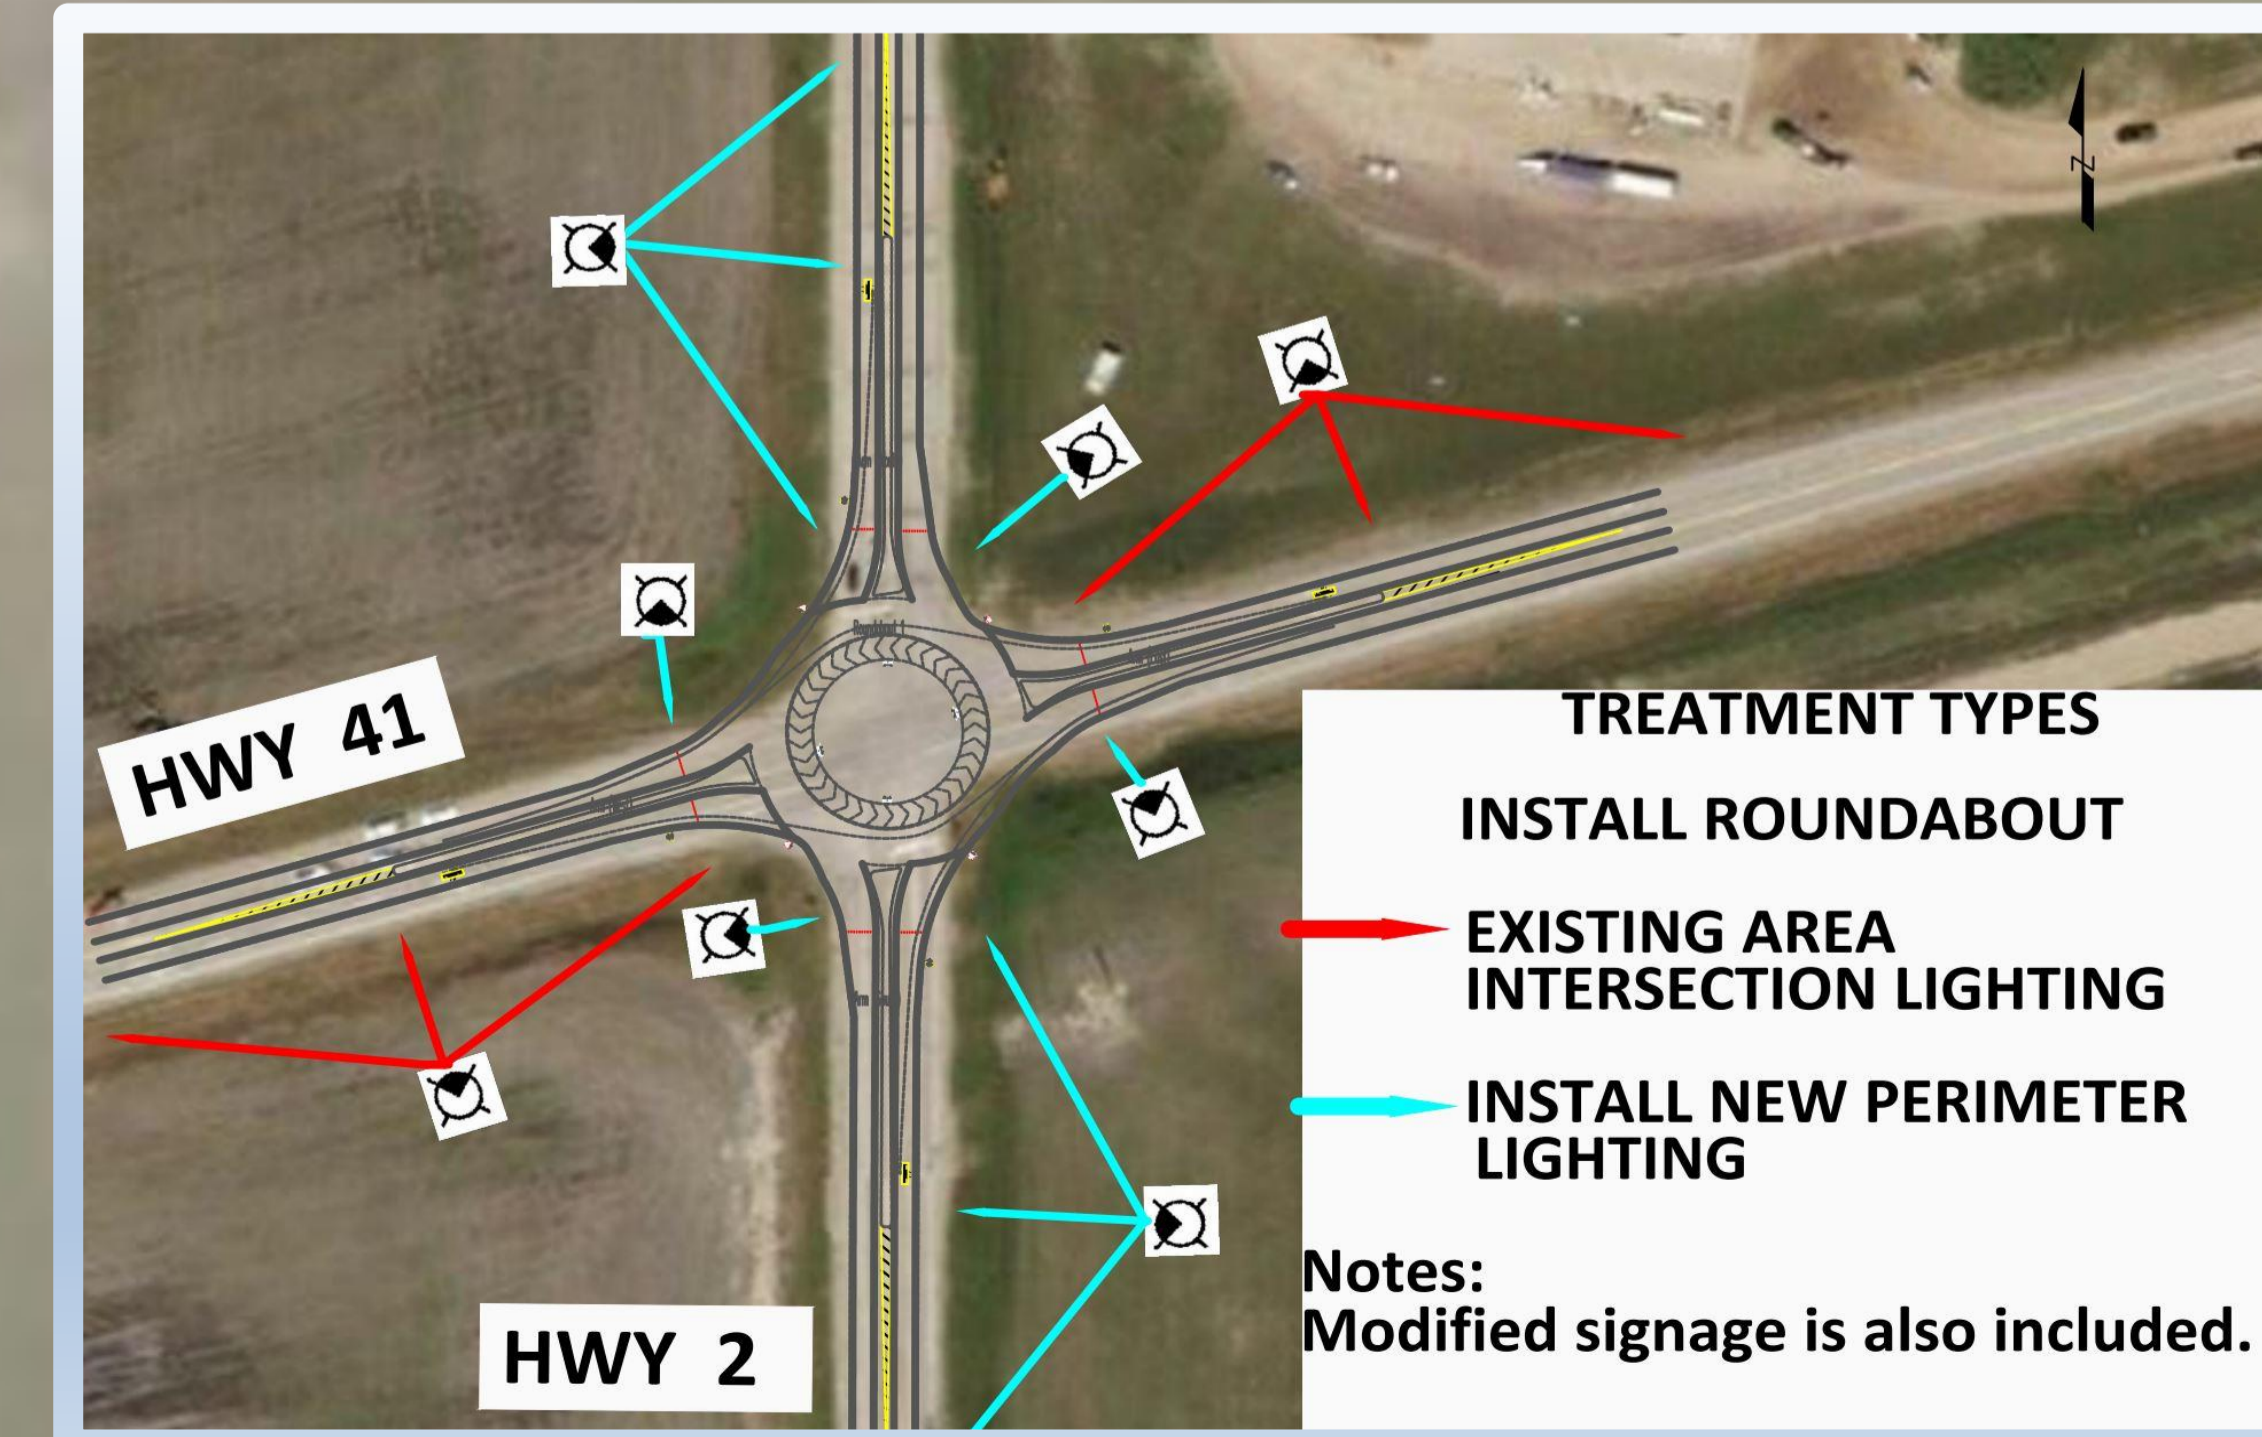 N
HWY 41
TREATMENT TYPES
INSTALL ROUNDABOUT
EXISTING AREA
INTERSECTION LIGHTING
INSTALL NEW PERIMETER
LIGHTING
HWY 2
Notes:
Modified signage is also included.